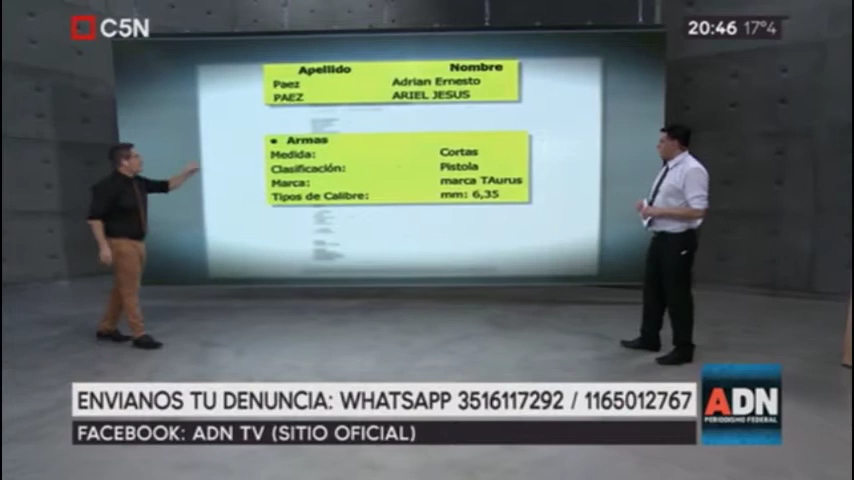 C5N
20:46 17°4
Apellido Nombre
Paez Adrian Ernesto
PAEZ ARIEL JESUS
• Armas
Medida: Cortas
Clasificación: Pistola
Marca: marca TAurus
Tipos de Calibre: mm: 6,35
ENVIANOS TU DENUNCIA: WHATSAPP 3516117292 / 1165012767
FACEBOOK: ADN TV (SITIO OFICIAL)
ADN
PERIODISMO FEDERAL